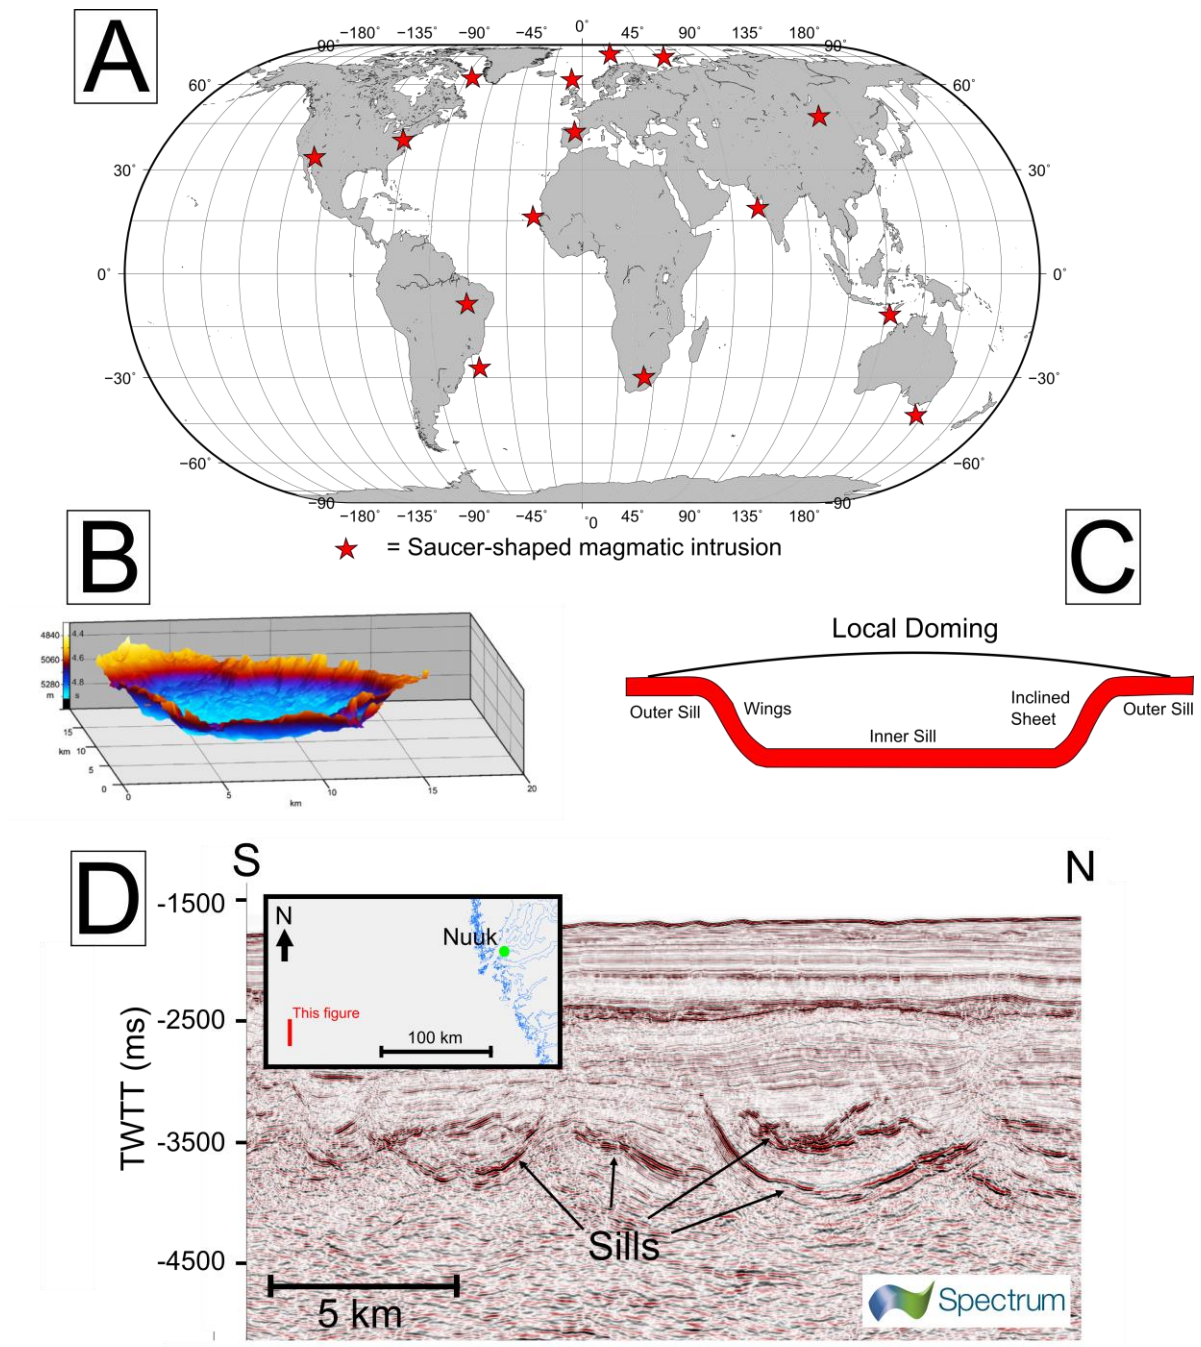 A
0°
−180° −135° −90° −45° 45° 90° 135° 180°
90° 90°
60° 60°
30° 30°
0° 0°
−30° −30°
−60° −60°
−90 −90
−180° −135° −90° −45° °0 45° 90° 135° 180°
= Saucer-shaped magmatic intrusion
B
4840 4.4
5060 4.6
5280 4.8
m s
15
km 10
5
0
0 5 10 15 20
km
C
Local Doming
Outer Sill
Wings
Inner Sill
Inclined
Sheet
Outer Sill
D
S N
TWTT (ms)
-1500
-2500
-3500
-4500
N
Nuuk
This figure
100 km
Sills
5 km
Spectrum